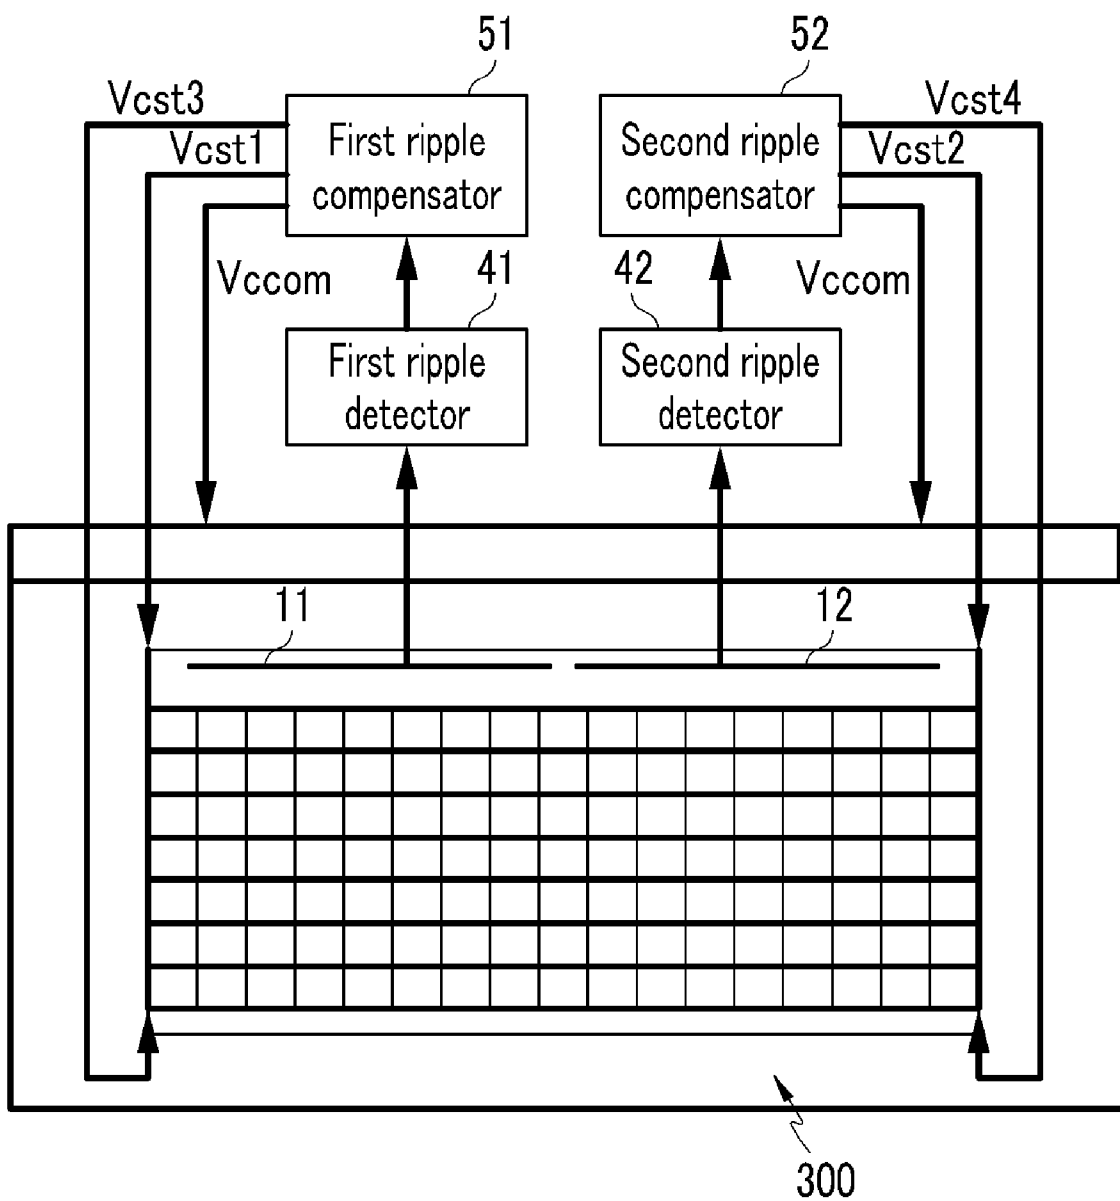 51
52
Vcst3
Vcst4
Vcst1
Vcst2
First ripple
compensator
Second ripple
compensator
Vccom
41
42
Vccom
First ripple
detector
Second ripple
detector
11
12
300